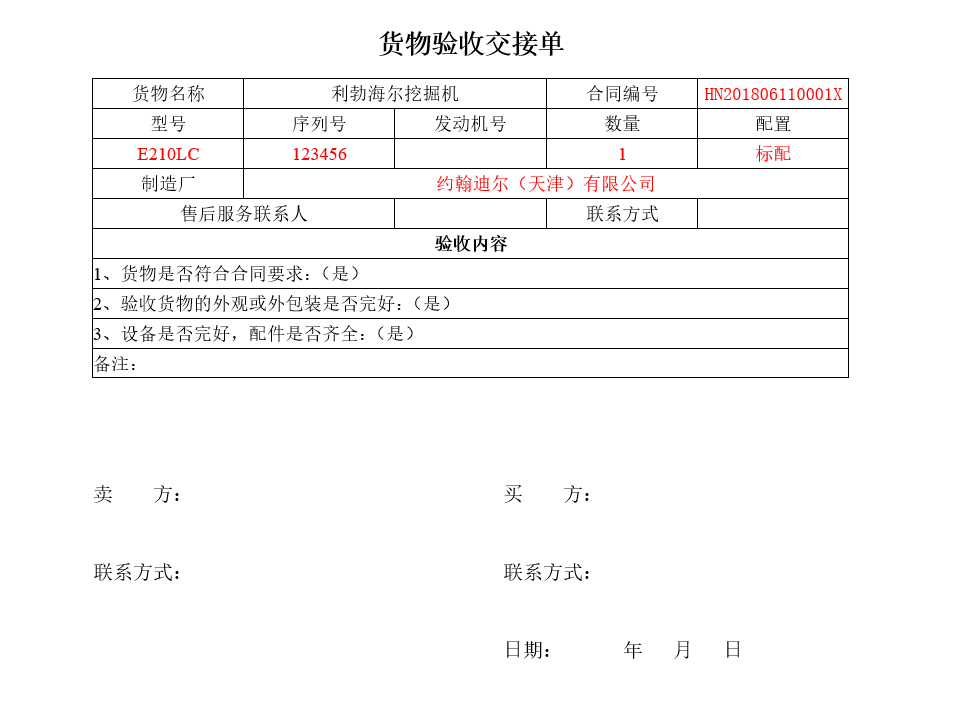 货物验收交接单
货物名称 利勃海尔挖掘机 合同编号 HN201806110001X
型号 序列号 发动机号 数量 配置
E210LC 123456 1 标配
制造厂 约翰迪尔（天津）有限公司
售后服务联系人 联系方式
验收内容
1、货物是否符合合同要求：（是）
2、验收货物的外观或外包装是否完好：（是）
3、设备是否完好，配件是否齐全：（是）
备注：
卖 方： 买 方：
联系方式： 联系方式：
日期： 年 月 日